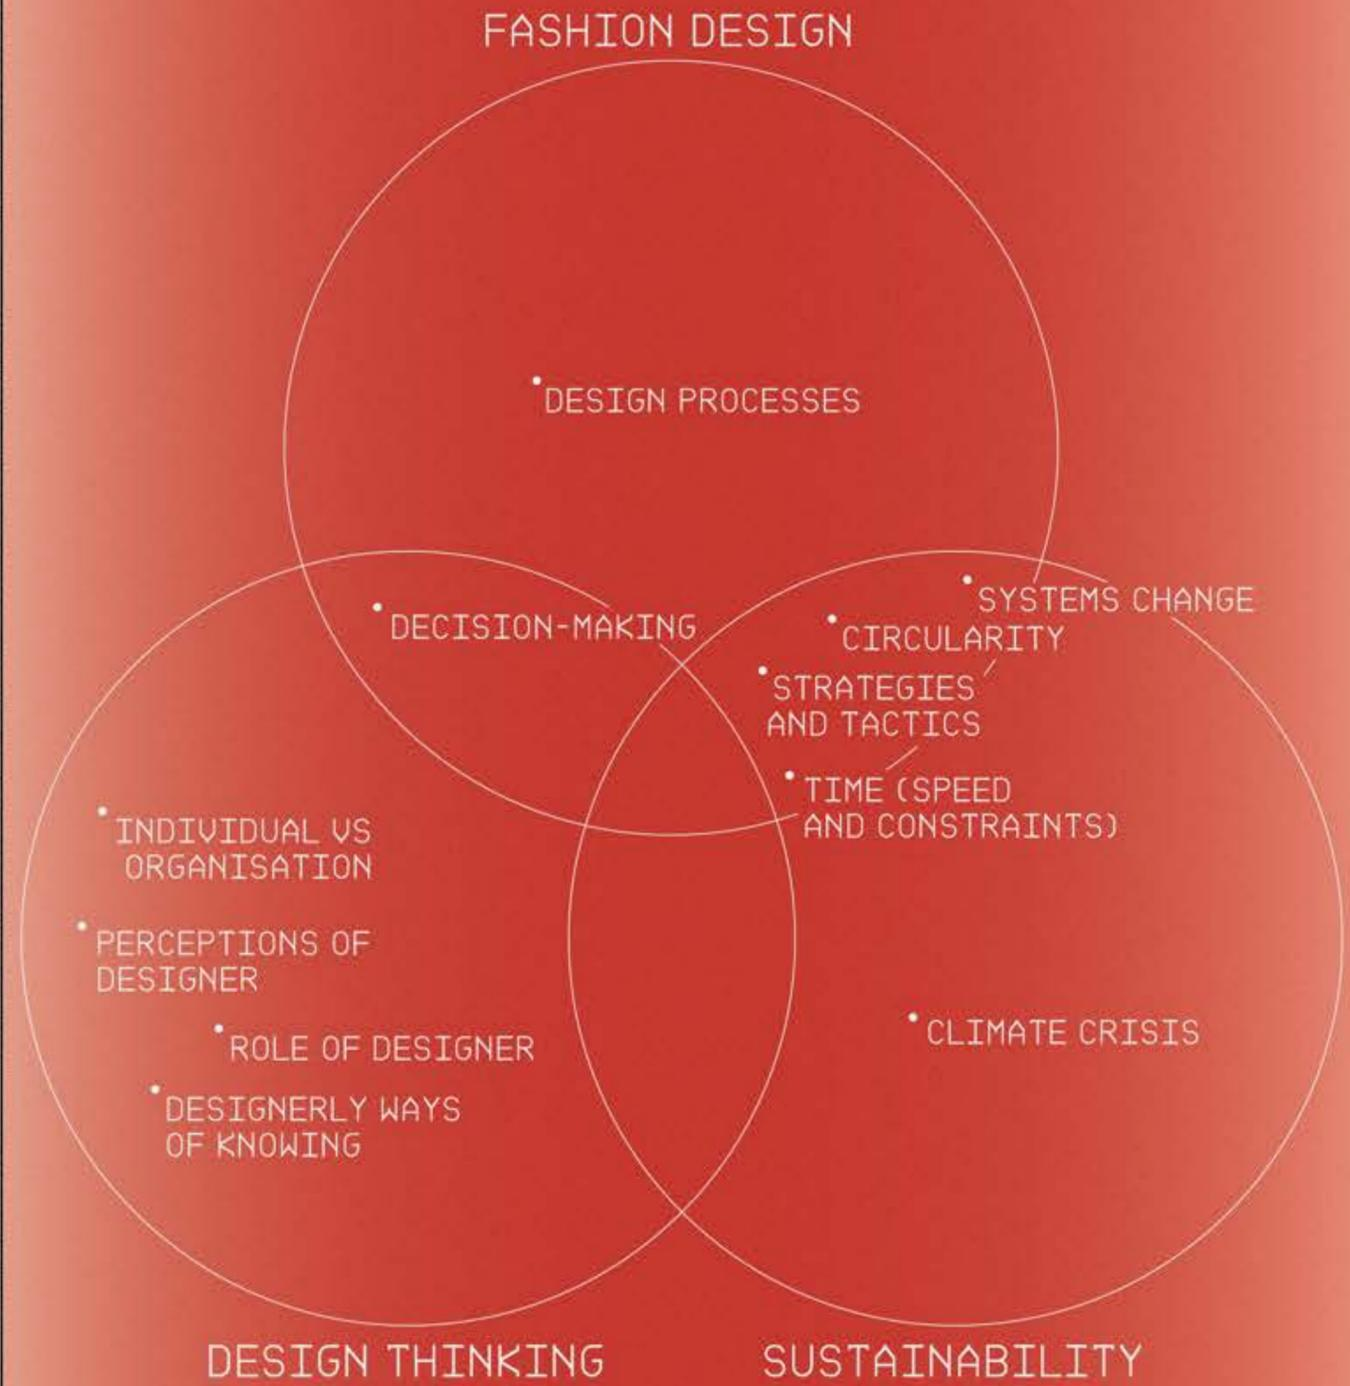 FASHION DESIGN
DESIGN PROCESSES
SYSTEMS CHANGE
DECISION-MAKING
CIRCULARITY
STRATEGIES
AND TACTICS
TIME (SPEED
AND CONSTRAINTS)
INDIVIDUAL VS
ORGANISATION
PERCEPTIONS OF
DESIGNER
ROLE OF DESIGNER
DESIGNERLY WAYS
OF KNOWING
CLIMATE CRISIS
DESIGN THINKING
SUSTAINABILITY